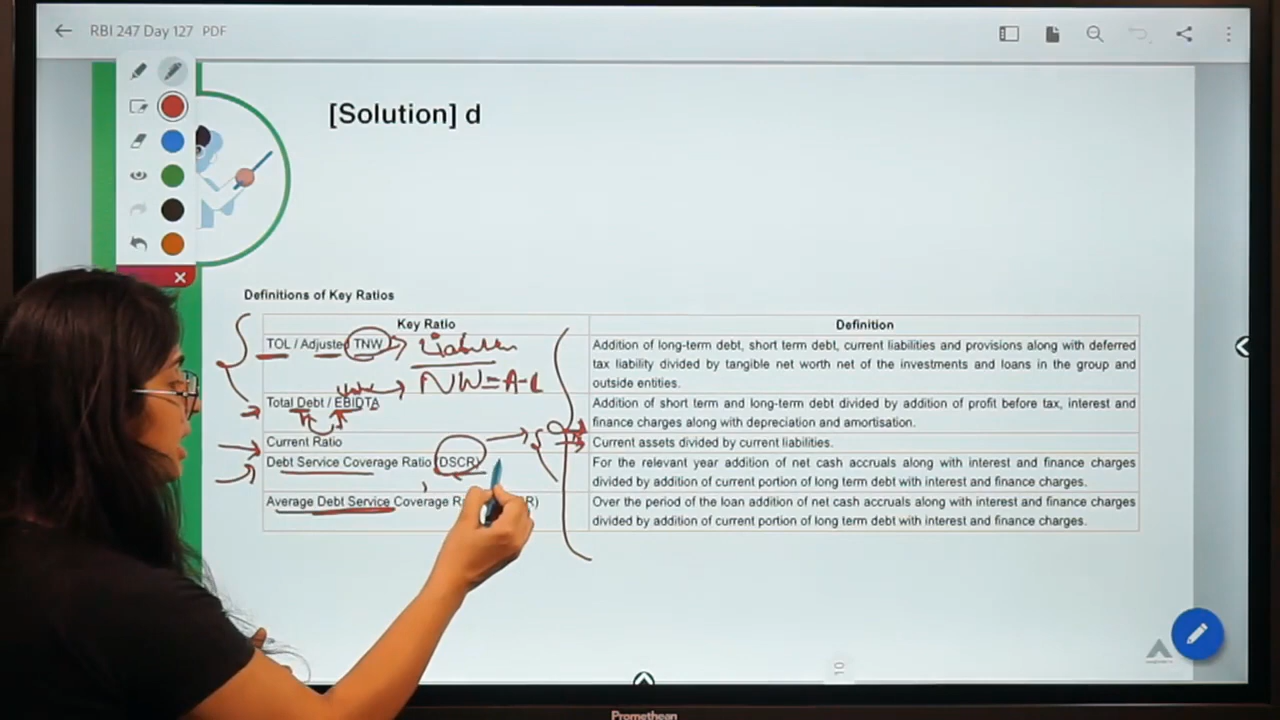 RBI 247 Day 127 PDF
[Solution] d
Definitions of Key Ratios
Key Ratio
Definition
TOL / Adjusted TNW
Liabilities
NW = A-L
Addition of long-term debt, short term debt, current liabilities and provisions along with deferred
tax liability divided by tangible net worth net of the investments and loans in the group and
outside entities.
Total Debt / EBIDTA
Addition of short term and long-term debt divided by addition of profit before tax, interest and
finance charges along with depreciation and amortisation.
Current Ratio
Current assets divided by current liabilities.
Debt Service Coverage Ratio (DSCR)
For the relevant year addition of net cash accruals along with interest and finance charges
divided by addition of current portion of long term debt with interest and finance charges.
Average Debt Service Coverage
Over the period of the loan addition of net cash accruals along with interest and finance charges
divided by addition of current portion of long term debt with interest and finance charges.
10
Promethean